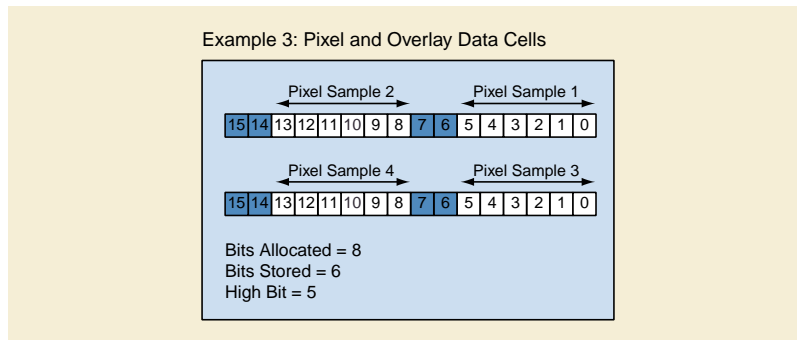 Example 3: Pixel and Overlay Data Cells
Pixel Sample 2 Pixel Sample 1
15 14 13 12 11 10 9 8 7 6 5 4 3 2 1 0
Pixel Sample 4 Pixel Sample 3
15 14 13 12 11 10 9 8 7 6 5 4 3 2 1 0
Bits Allocated = 8
Bits Stored = 6
High Bit = 5